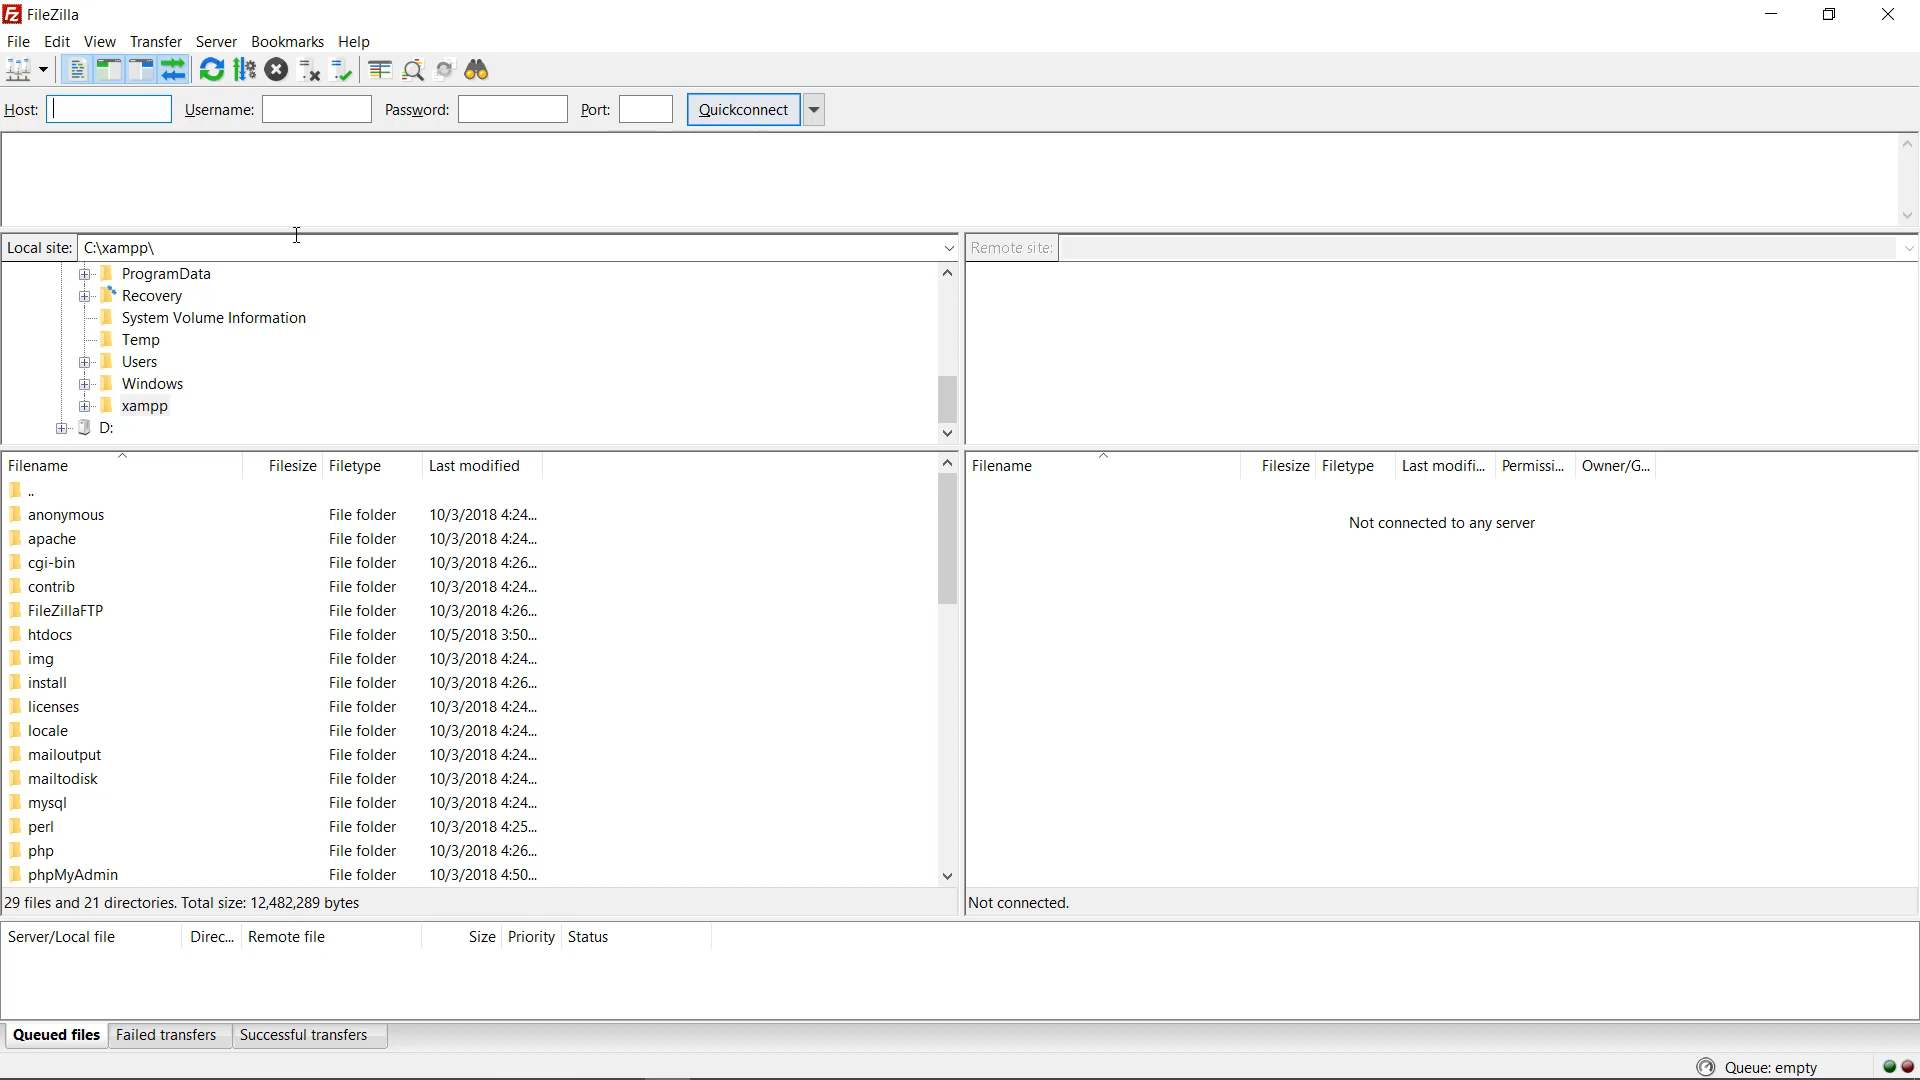 FileZilla
File Edit View Transfer Server Bookmarks Help
Host: Username: Password: Port: Quickconnect
Local site: C:\xampp\
Remote site:
ProgramData
Recovery
System Volume Information
Temp
Users
Windows
xampp
D:
Filename Filesize Filetype Last modified
..
anonymous File folder 10/3/2018 4:24...
apache File folder 10/3/2018 4:24...
cgi-bin File folder 10/3/2018 4:26...
contrib File folder 10/3/2018 4:24...
FileZillaFTP File folder 10/3/2018 4:26...
htdocs File folder 10/5/2018 3:50...
img File folder 10/3/2018 4:24...
install File folder 10/3/2018 4:26...
licenses File folder 10/3/2018 4:24...
locale File folder 10/3/2018 4:24...
mailoutput File folder 10/3/2018 4:24...
mailtodisk File folder 10/3/2018 4:24...
mysql File folder 10/3/2018 4:24...
perl File folder 10/3/2018 4:25...
php File folder 10/3/2018 4:26...
phpMyAdmin File folder 10/3/2018 4:50...
29 files and 21 directories. Total size: 12,482,289 bytes
Filename Filesize Filetype Last modifi... Permissi... Owner/G...
Not connected to any server
Not connected.
Server/Local file Direc... Remote file Size Priority Status
Queued files Failed transfers Successful transfers
Queue: empty